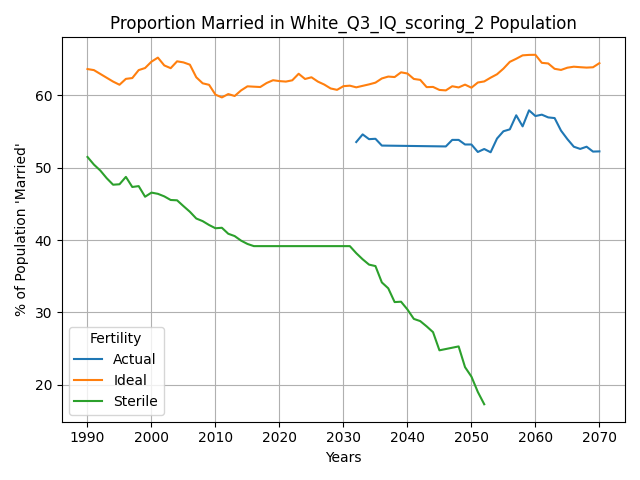 Proportion Married in White_Q3_IQ_scoring_2 Population
% of Population 'Married'
60
50
40
30
20
Fertility
Actual
Ideal
Sterile
1990 2000 2010 2020 2030 2040 2050 2060 2070
Years